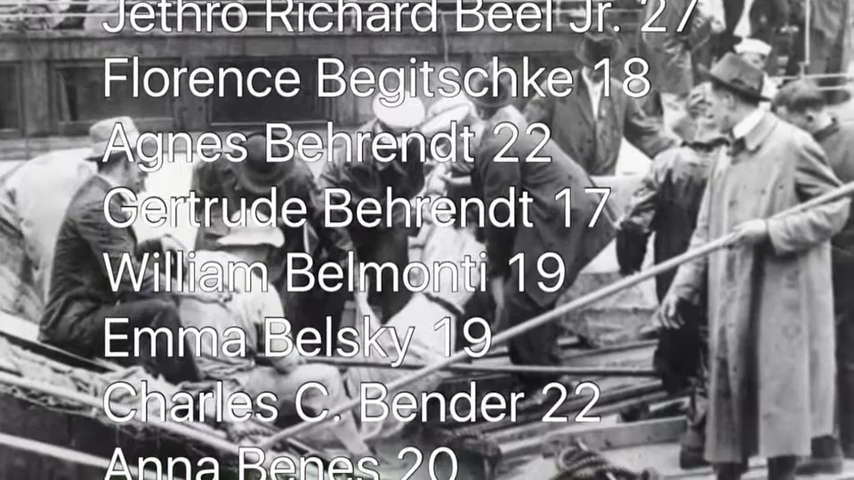 Jethro Richard Beel Jr. 27
Florence Begitschke 18
Agnes Behrendt 22
Gertrude Behrendt 17
William Belmonti 19
Emma Belsky 19
Charles C. Bender 22
Anna Benes 20